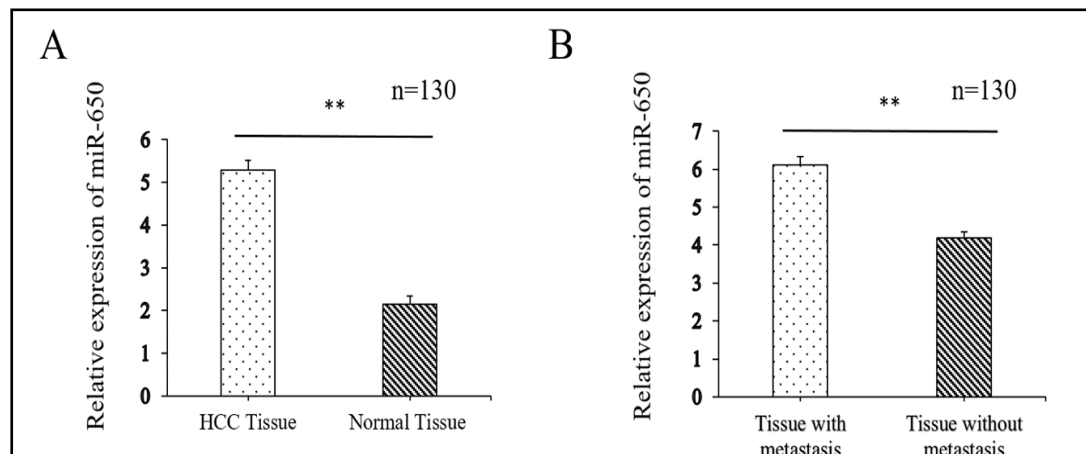 A
Relative expression of miR-650
**
n=130
6
5
4
3
2
1
0
HCC Tissue
Normal Tissue
B
Relative expression of miR-650
**
n=130
7
6
5
4
3
2
1
0
Tissue with
metastasis
Tissue without
metastasis